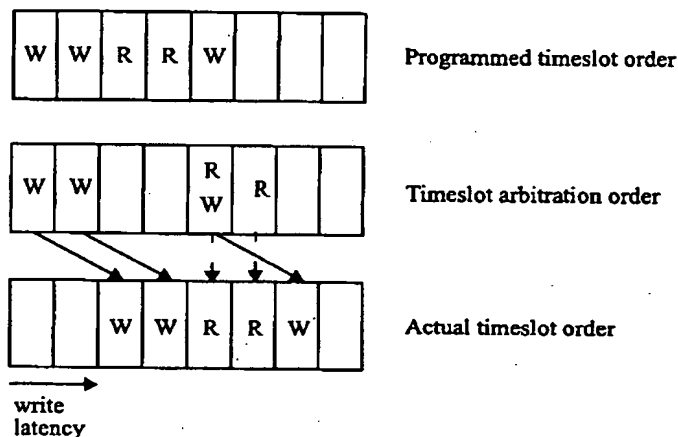 W W R R W Programmed timeslot order
W W R R Timeslot arbitration order
W
W W R R W Actual timeslot order
write
latency